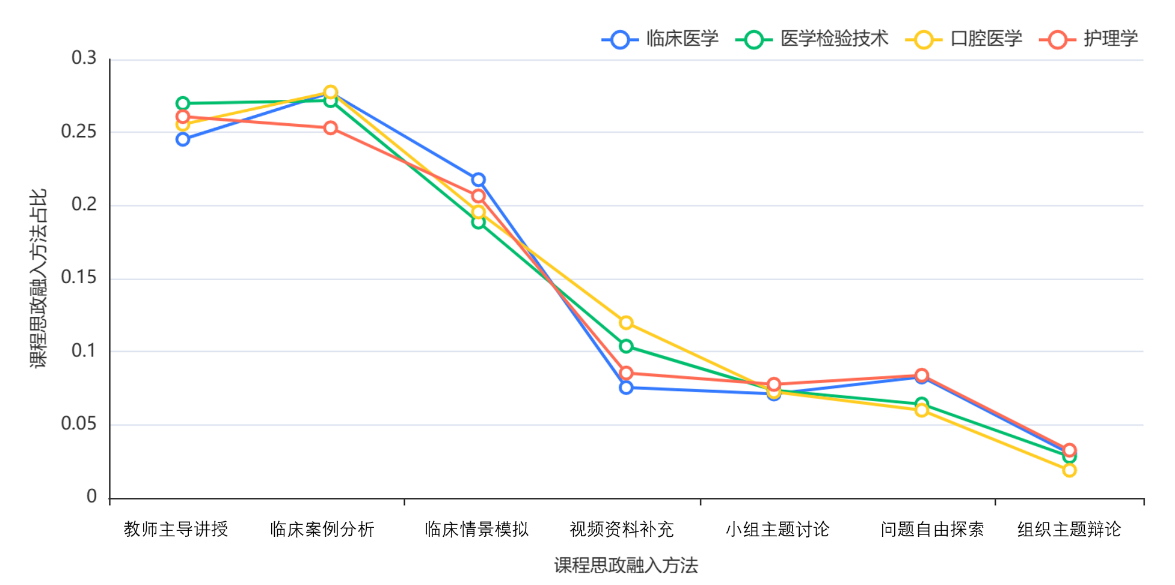 临床医学 医学检验技术 口腔医学 护理学
0.3
0.25
0.2
0.15
0.1
0.05
0
课程思政融入方法占比
教师主导讲授 临床案例分析 临床情景模拟 视频资料补充 小组主题讨论 问题自由探索 组织主题辩论
课程思政融入方法